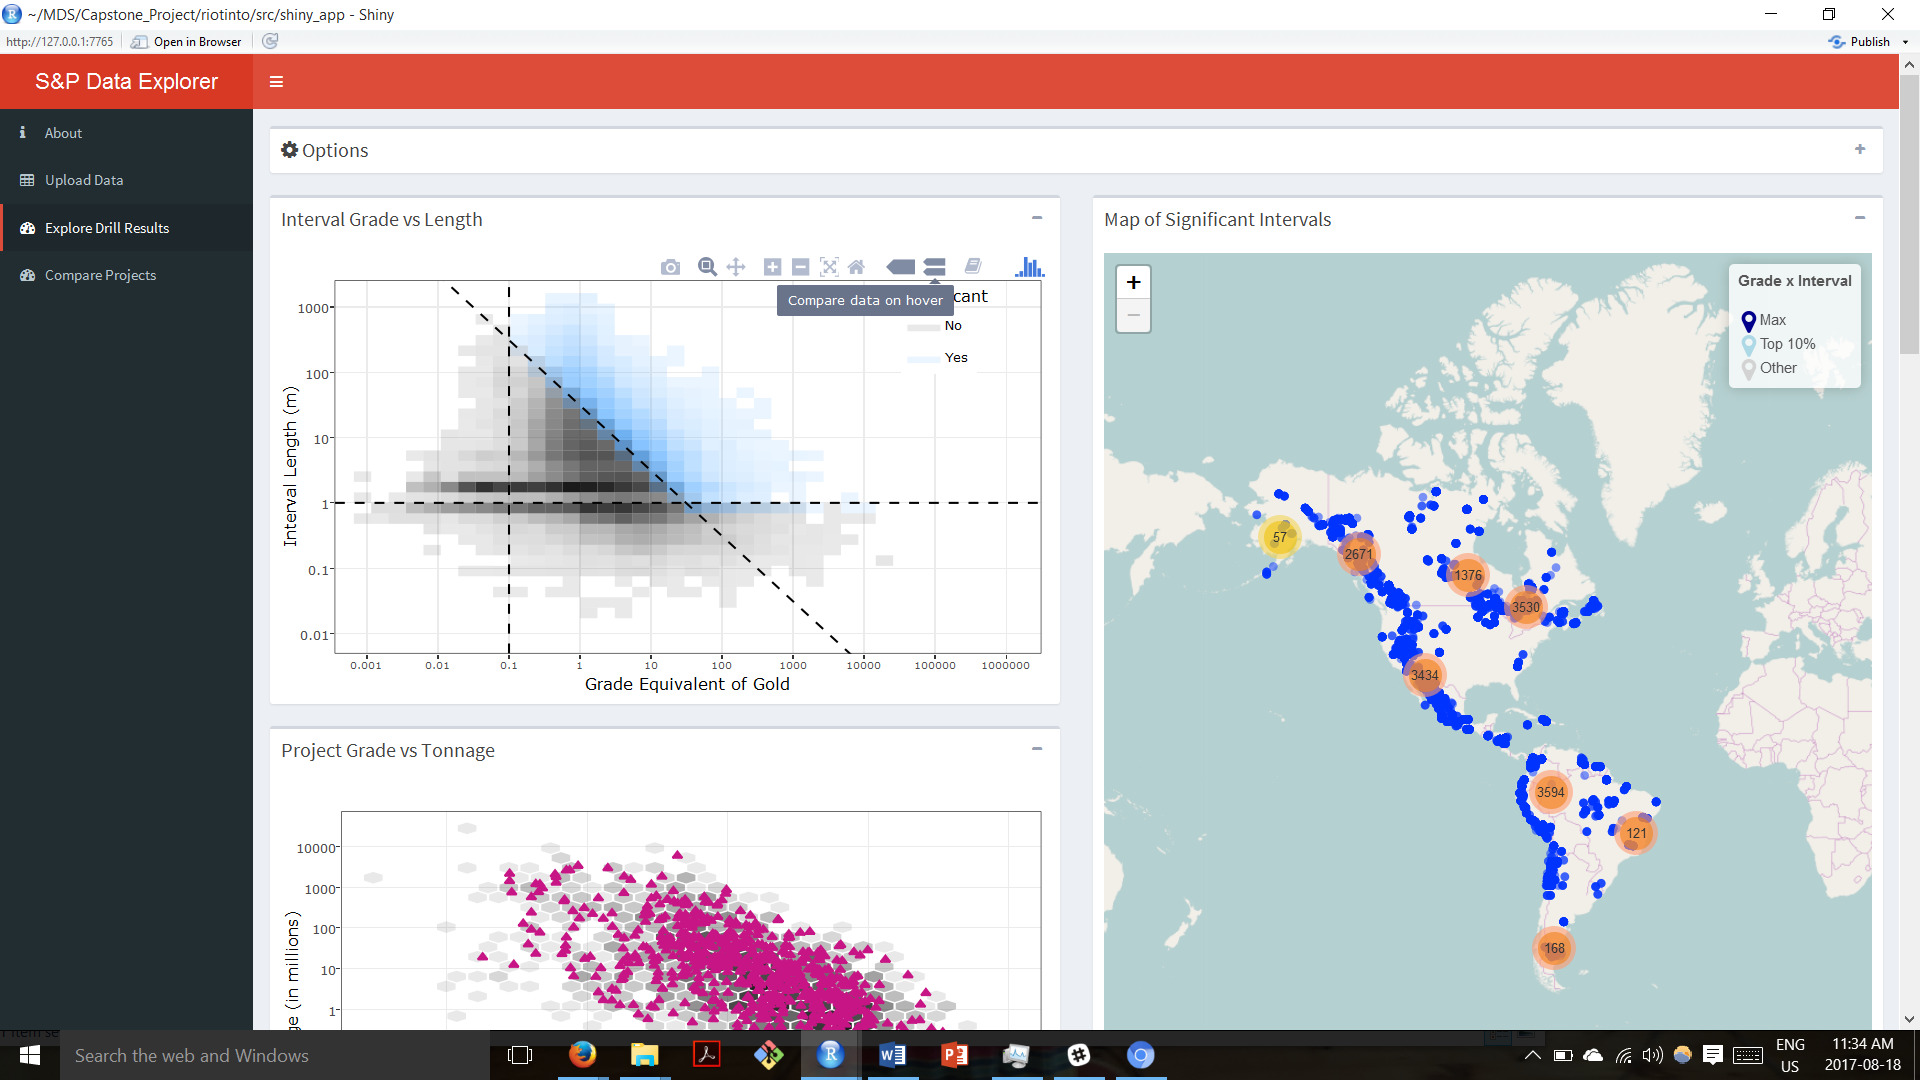 ~/MDS/Capstone_Project/riotinto/src/shiny_app - Shiny
http://127.0.0.1:7765
Open in Browser
Publish
S&P Data Explorer
About
Upload Data
Explore Drill Results
Compare Projects
Options
Interval Grade vs Length
Compare data on hover
cant
No
Yes
1000
100
10
1
0.1
0.01
Interval Length (m)
0.001 0.01 0.1 1 10 100 1000 10000 100000 1000000
Grade Equivalent of Gold
Project Grade vs Tonnage
10000
1000
100
10
1
ge (in millions)
Map of Significant Intervals
+
−
Grade x Interval
Max
Top 10%
Other
57
2671
1376
3530
3434
3594
121
168
Search the web and Windows
ENG
US
11:34 AM
2017-08-18